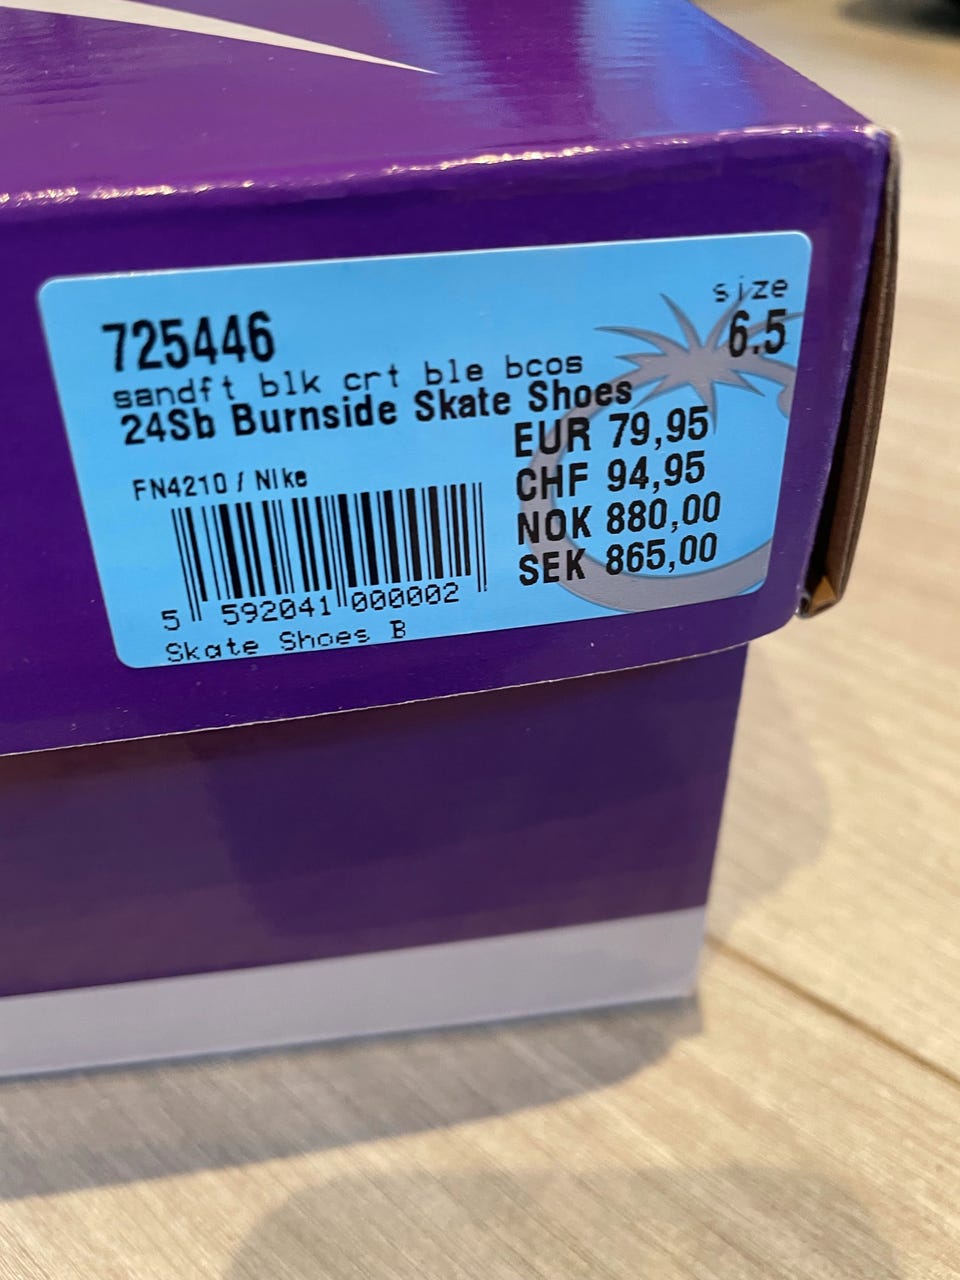 size
725446
6.5
sandft blk crt ble bcos
24Sb Burnside Skate Shoes
EUR 79,95
CHF 94,95
NOK 880,00
SEK 865,00
FN4210 / NIke
5 592041 000002
Skate Shoes B